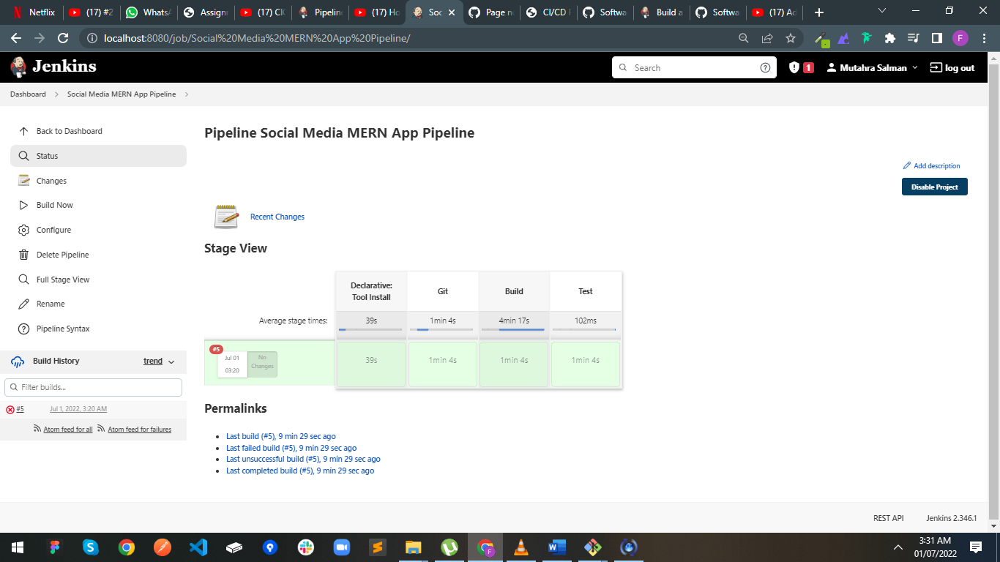 Netflix
(17) #2
WhatsA
Assignr
(17) CIC
Pipeline
(17) Ho
Soc
Page no
CI/CD P
Softwa
Build a
Softwa
(17) Ad
localhost:8080/job/Social%20Media%20MERN%20App%20Pipeline/
F
Jenkins
Search
1
Mutahra Salman
log out
Dashboard
Social Media MERN App Pipeline
Back to Dashboard
Status
Changes
Build Now
Configure
Delete Pipeline
Full Stage View
Rename
Pipeline Syntax
Build History
trend
Filter builds...
#5
Jul 1, 2022, 3:20 AM
Atom feed for all
Atom feed for failures
Pipeline Social Media MERN App Pipeline
Add description
Disable Project
Recent Changes
Stage View
Declarative:
Tool Install
Git
Build
Test
Average stage times:
39s
1min 4s
4min 17s
102ms
#5
Jul 01
03:20
No
Changes
39s
1min 4s
1min 4s
1min 4s
Permalinks
Last build (#5), 9 min 29 sec ago
Last failed build (#5), 9 min 29 sec ago
Last unsuccessful build (#5), 9 min 29 sec ago
Last completed build (#5), 9 min 29 sec ago
REST API
Jenkins 2.346.1
3:31 AM
01/07/2022